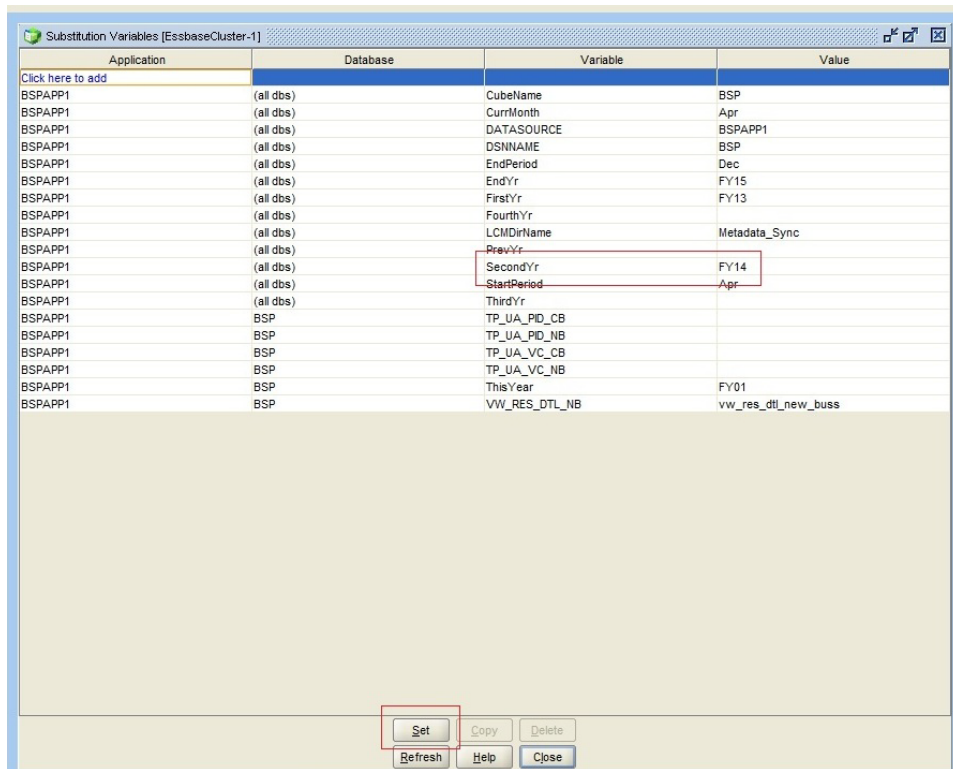 Substitution Variables [EssbaseCluster-1]
Application Database Variable Value
Click here to add
BSPAPP1 (all dbs) CubeName BSP
BSPAPP1 (all dbs) CurrMonth Apr
BSPAPP1 (all dbs) DATASOURCE BSPAPP1
BSPAPP1 (all dbs) DSNNAME BSP
BSPAPP1 (all dbs) EndPeriod Dec
BSPAPP1 (all dbs) EndYr FY15
BSPAPP1 (all dbs) FirstYr FY13
BSPAPP1 (all dbs) FourthYr
BSPAPP1 (all dbs) LCMDirName Metadata_Sync
BSPAPP1 (all dbs) PrevYr
BSPAPP1 (all dbs) SecondYr FY14
BSPAPP1 (all dbs) StartPeriod Apr
BSPAPP1 (all dbs) ThirdYr
BSPAPP1 BSP TP_UA_PID_CB
BSPAPP1 BSP TP_UA_PID_NB
BSPAPP1 BSP TP_UA_VC_CB
BSPAPP1 BSP TP_UA_VC_NB
BSPAPP1 BSP ThisYear FY01
BSPAPP1 BSP VW_RES_DTL_NB vw_res_dtl_new_buss
Set Copy Delete
Refresh Help Close